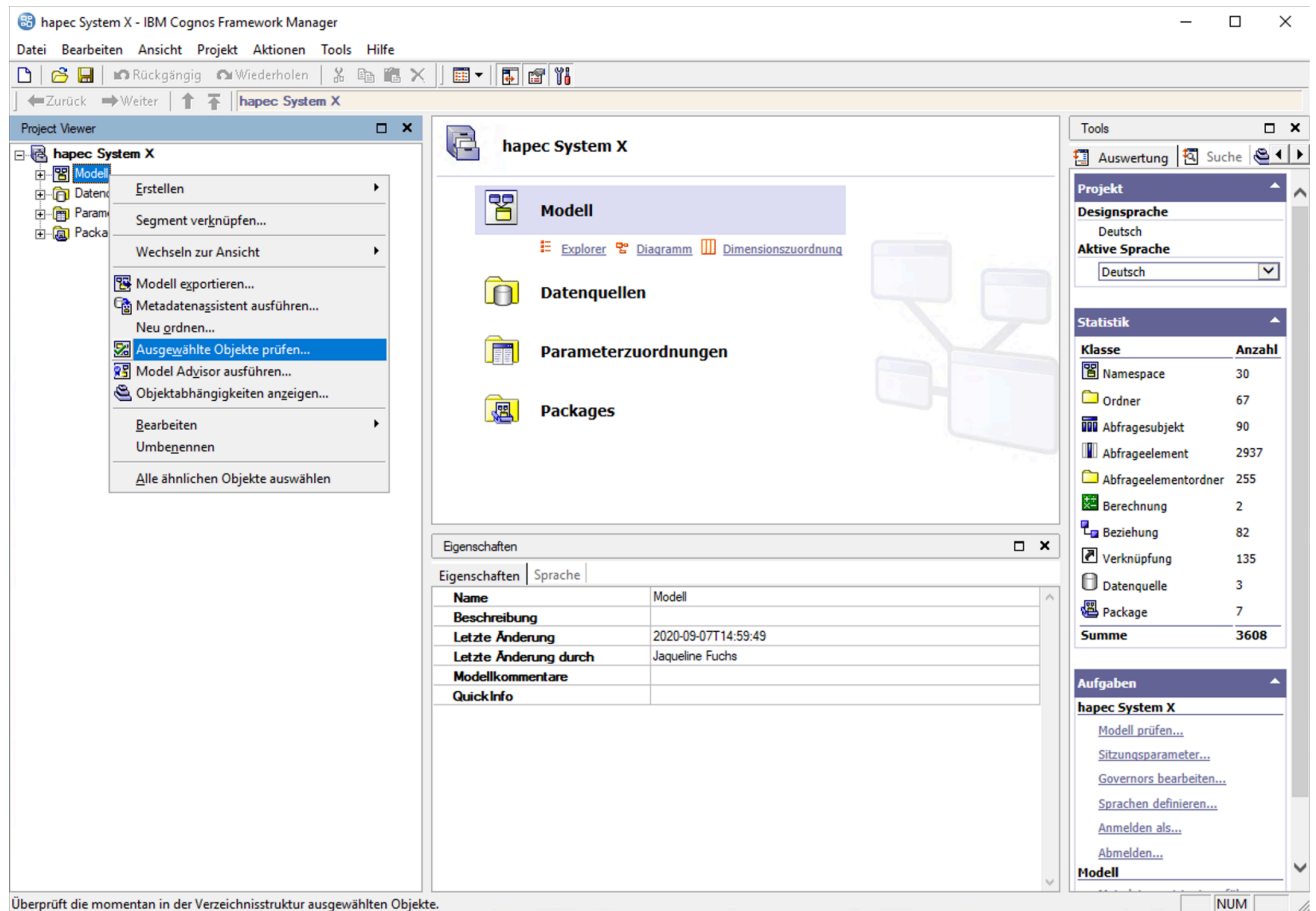 hapec System X - IBM Cognos Framework Manager
Datei Bearbeiten Ansicht Projekt Aktionen Tools Hilfe
Rückgängig Wiederholen
Zurück Weiter hapec System X
Project Viewer
hapec System X
Modell
Datenq
Param
Packa
Erstellen
Segment verknüpfen...
Wechseln zur Ansicht
Modell exportieren...
Metadatenassistent ausführen...
Neu ordnen...
Ausgewählte Objekte prüfen...
Model Advisor ausführen...
Objektabhängigkeiten anzeigen...
Bearbeiten
Umbenennen
Alle ähnlichen Objekte auswählen
hapec System X
Modell
Explorer Diagramm Dimensionszuordnung
Datenquellen
Parameterzuordnungen
Packages
Eigenschaften
Eigenschaften Sprache
Name Modell
Beschreibung
Letzte Änderung 2020-09-07T14:59:49
Letzte Änderung durch Jaqueline Fuchs
Modellkommentare
QuickInfo
Tools
Auswertung Suche
Projekt
Designsprache
Deutsch
Aktive Sprache
Deutsch
Statistik
Klasse Anzahl
Namespace 30
Ordner 67
Abfragesubjekt 90
Abfrageelement 2937
Abfrageelementordner 255
Berechnung 2
Beziehung 82
Verknüpfung 135
Datenquelle 3
Package 7
Summe 3608
Aufgaben
hapec System X
Modell prüfen...
Sitzungsparameter...
Governors bearbeiten...
Sprachen definieren...
Anmelden als...
Abmelden...
Modell
Überprüft die momentan in der Verzeichnisstruktur ausgewählten Objekte.
NUM